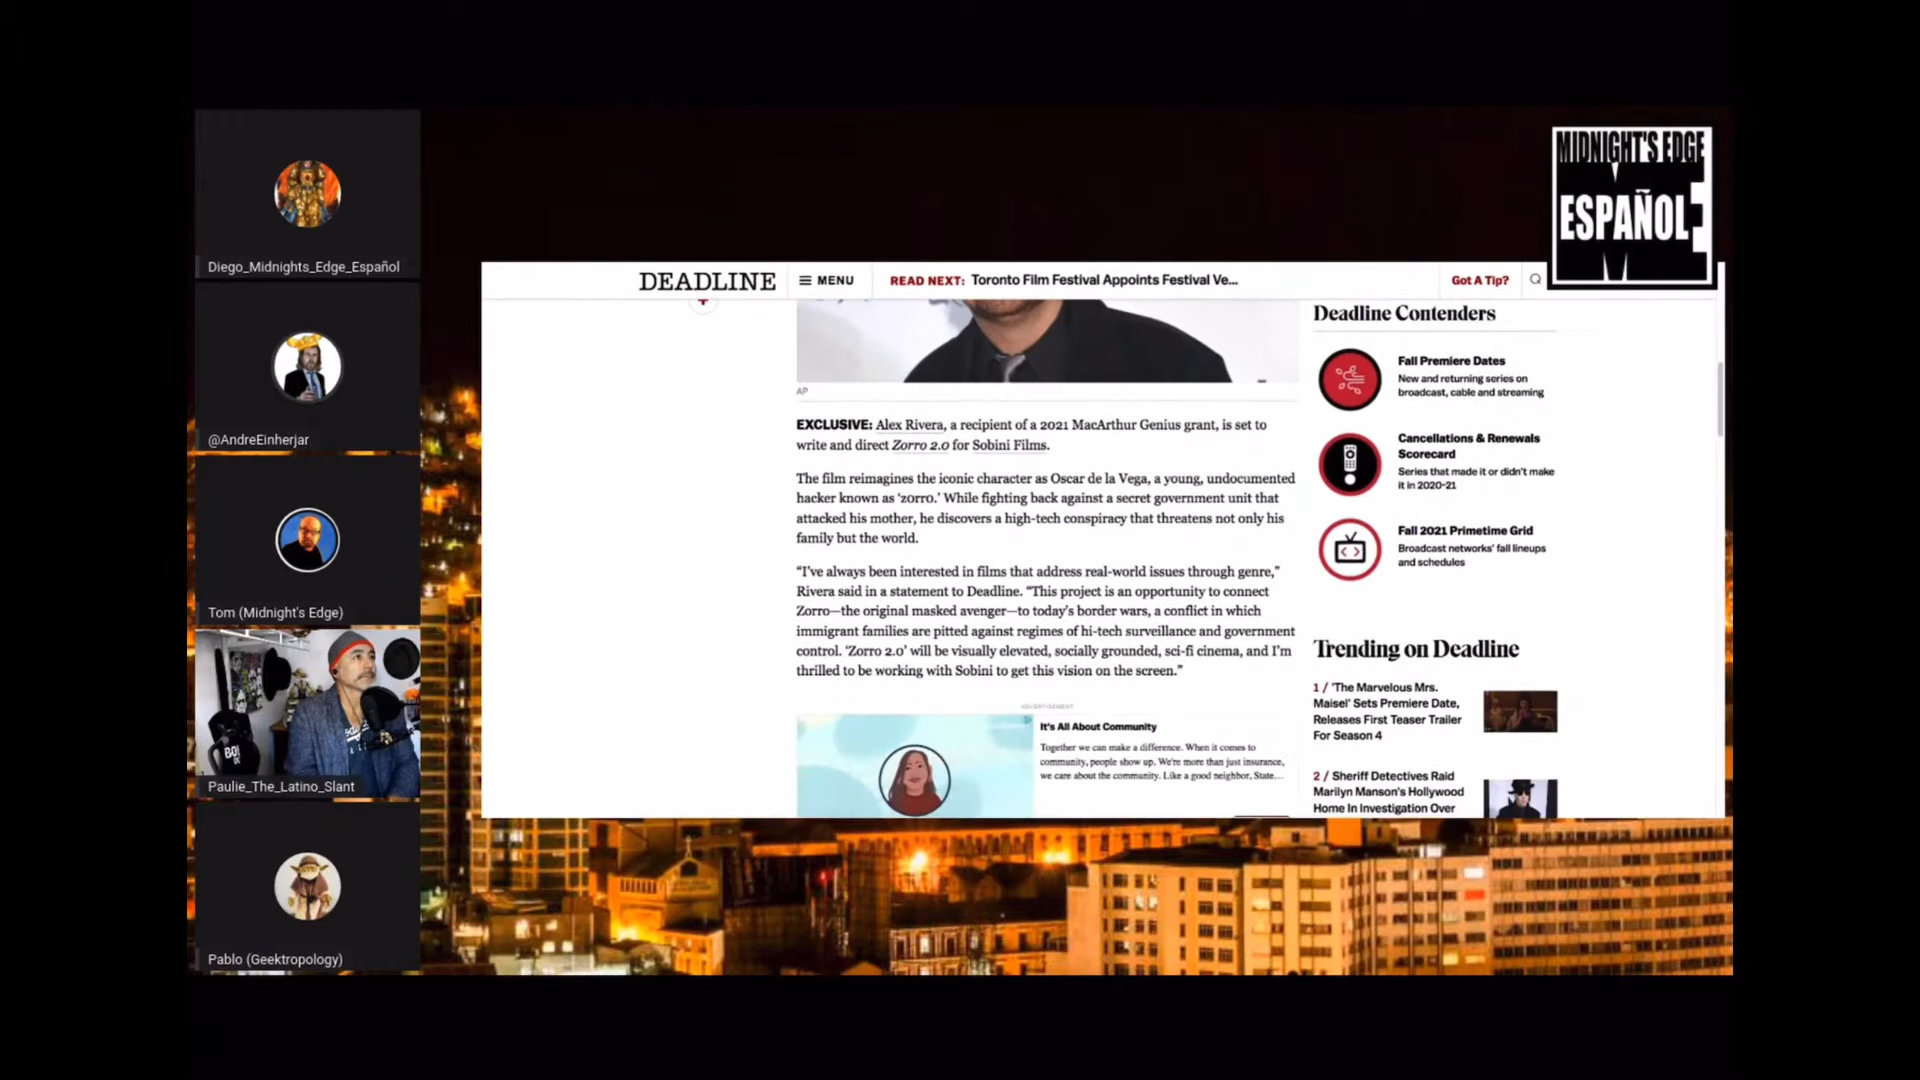 Diego_Midnights_Edge_Español
@AndreEinherjar
Tom (Midnight's Edge)
Paulie_The_Latino_Slant
Pablo (Geektropology)
MIDNIGHT'S EDGE
ESPAÑOL
DEADLINE
MENU
READ NEXT: Toronto Film Festival Appoints Festival Ve...
Got A Tip?
AP
EXCLUSIVE: Alex Rivera, a recipient of a 2021 MacArthur Genius grant, is set to
write and direct Zorro 2.0 for Sobini Films.
The film reimagines the iconic character as Oscar de la Vega, a young, undocumented
hacker known as ‘zorro.’ While fighting back against a secret government unit that
attacked his mother, he discovers a high-tech conspiracy that threatens not only his
family but the world.
“I’ve always been interested in films that address real-world issues through genre,”
Rivera said in a statement to Deadline. “This project is an opportunity to connect
Zorro—the original masked avenger—to today’s border wars, a conflict in which
immigrant families are pitted against regimes of hi-tech surveillance and government
control. ‘Zorro 2.0’ will be visually elevated, socially grounded, sci-fi cinema, and I’m
thrilled to be working with Sobini to get this vision on the screen.”
ADVERTISEMENT
It's All About Community
Together we can make a difference. When it comes to
community, people show up. We're more than just insurance,
we care about the community. Like a good neighbor, State...
Deadline Contenders
Fall Premiere Dates
New and returning series on
broadcast, cable and streaming
Cancellations & Renewals
Scorecard
Series that made it or didn't make
it in 2020-21
Fall 2021 Primetime Grid
Broadcast networks' fall lineups
and schedules
Trending on Deadline
1 / 'The Marvelous Mrs.
Maisel' Sets Premiere Date,
Releases First Teaser Trailer
For Season 4
2 / Sheriff Detectives Raid
Marilyn Manson's Hollywood
Home In Investigation Over